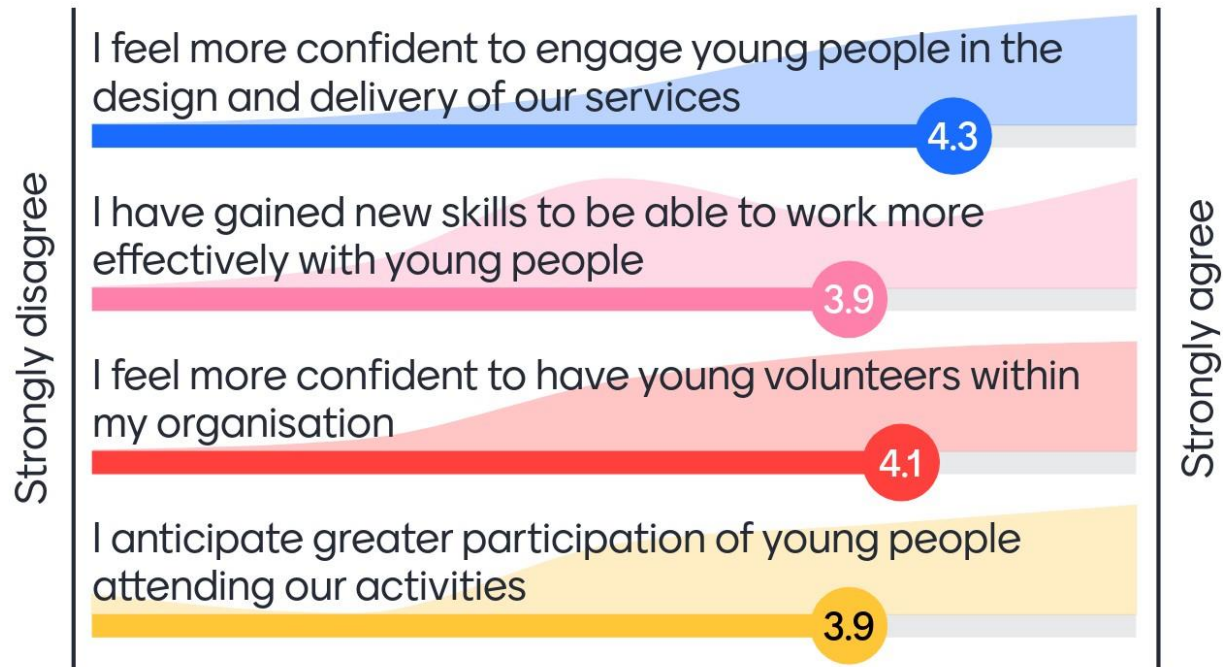 Strongly disagree
I feel more confident to engage young people in the
design and delivery of our services
4.3
I have gained new skills to be able to work more
effectively with young people
3.9
I feel more confident to have young volunteers within
my organisation
4.1
I anticipate greater participation of young people
attending our activities
3.9
Strongly agree